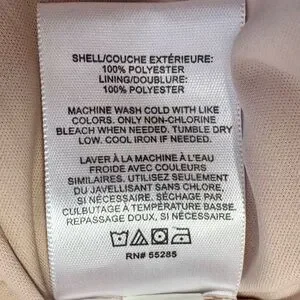 SHELL/COUCHE EXTÉRIEURE:
100% POLYESTER
LINING/DOUBLURE:
100% POLYESTER
MACHINE WASH COLD WITH LIKE
COLORS. ONLY NON-CHLORINE
BLEACH WHEN NEEDED. TUMBLE DRY
LOW. COOL IRON IF NEEDED.
LAVER À LA MACHINE À L'EAU
FROIDE AVEC COULEURS
SIMILAIRES. UTILISEZ SEULEMENT
DU JAVELLISANT SANS CHLORE,
SI NÉCESSAIRE. SÉCHAGE PAR
CULBUTAGE À TEMPÉRATURE BASSE.
REPASSAGE DOUX, SI NÉCESSAIRE.
RN# 55285